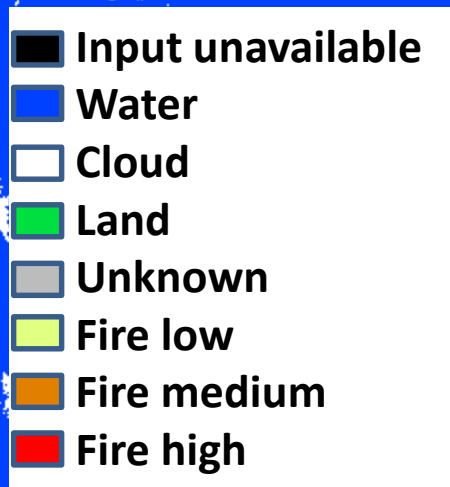 Input unavailable
Water
Cloud
Land
Unknown
Fire low
Fire medium
Fire high